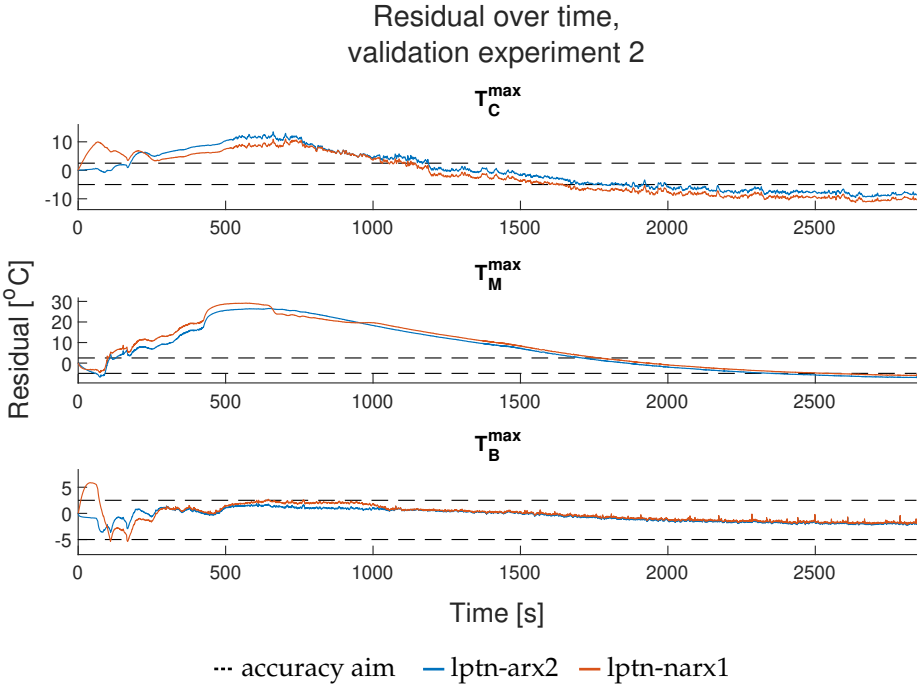 Residual over time,
validation experiment 2
T_C^max
10
0
-10
0 500 1000 1500 2000 2500
T_M^max
30
20
10
0
0 500 1000 1500 2000 2500
T_B^max
5
0
-5
0 500 1000 1500 2000 2500
Residual [°C]
Time [s]
accuracy aim lptn-arx2 lptn-narx1